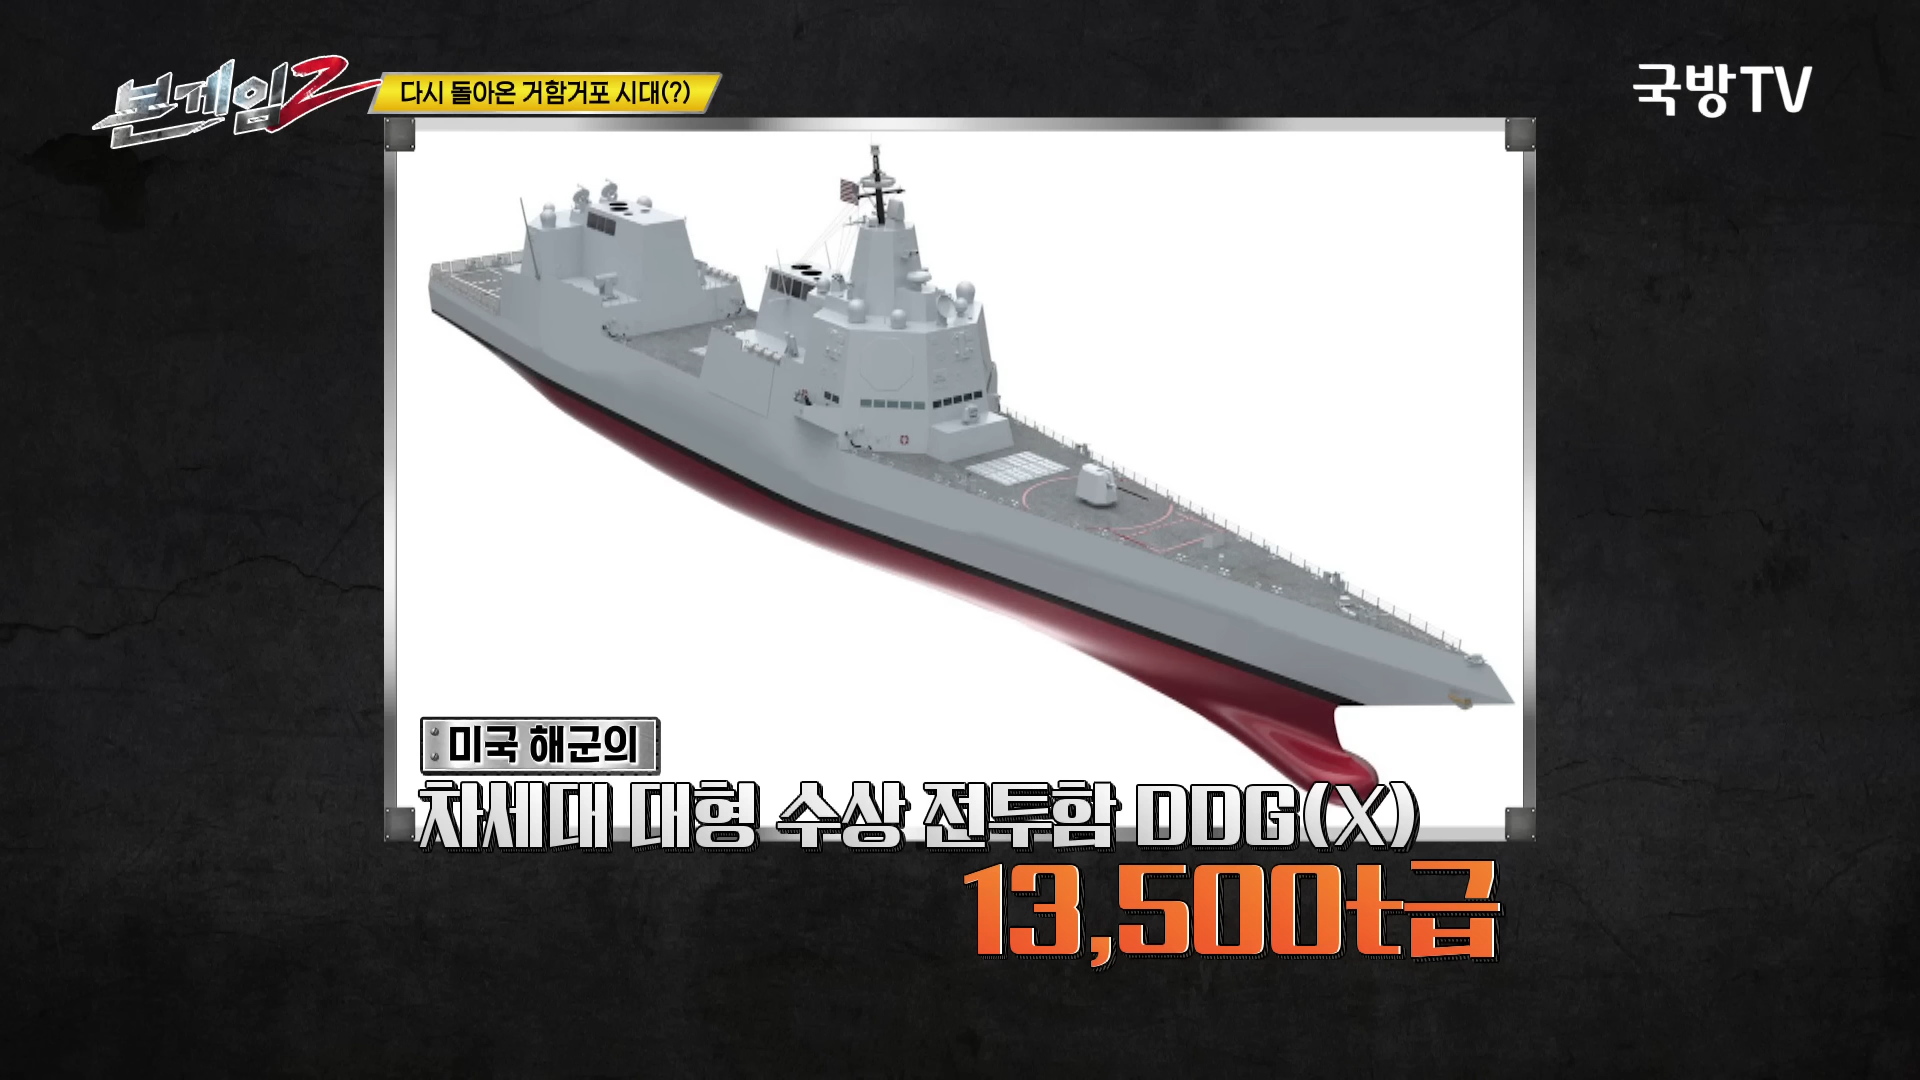 본게임2
다시 돌아온 거함거포 시대(?)
국방TV
미국 해군의
차세대 대형 수상 전투함 DDG(X)
13,500t급